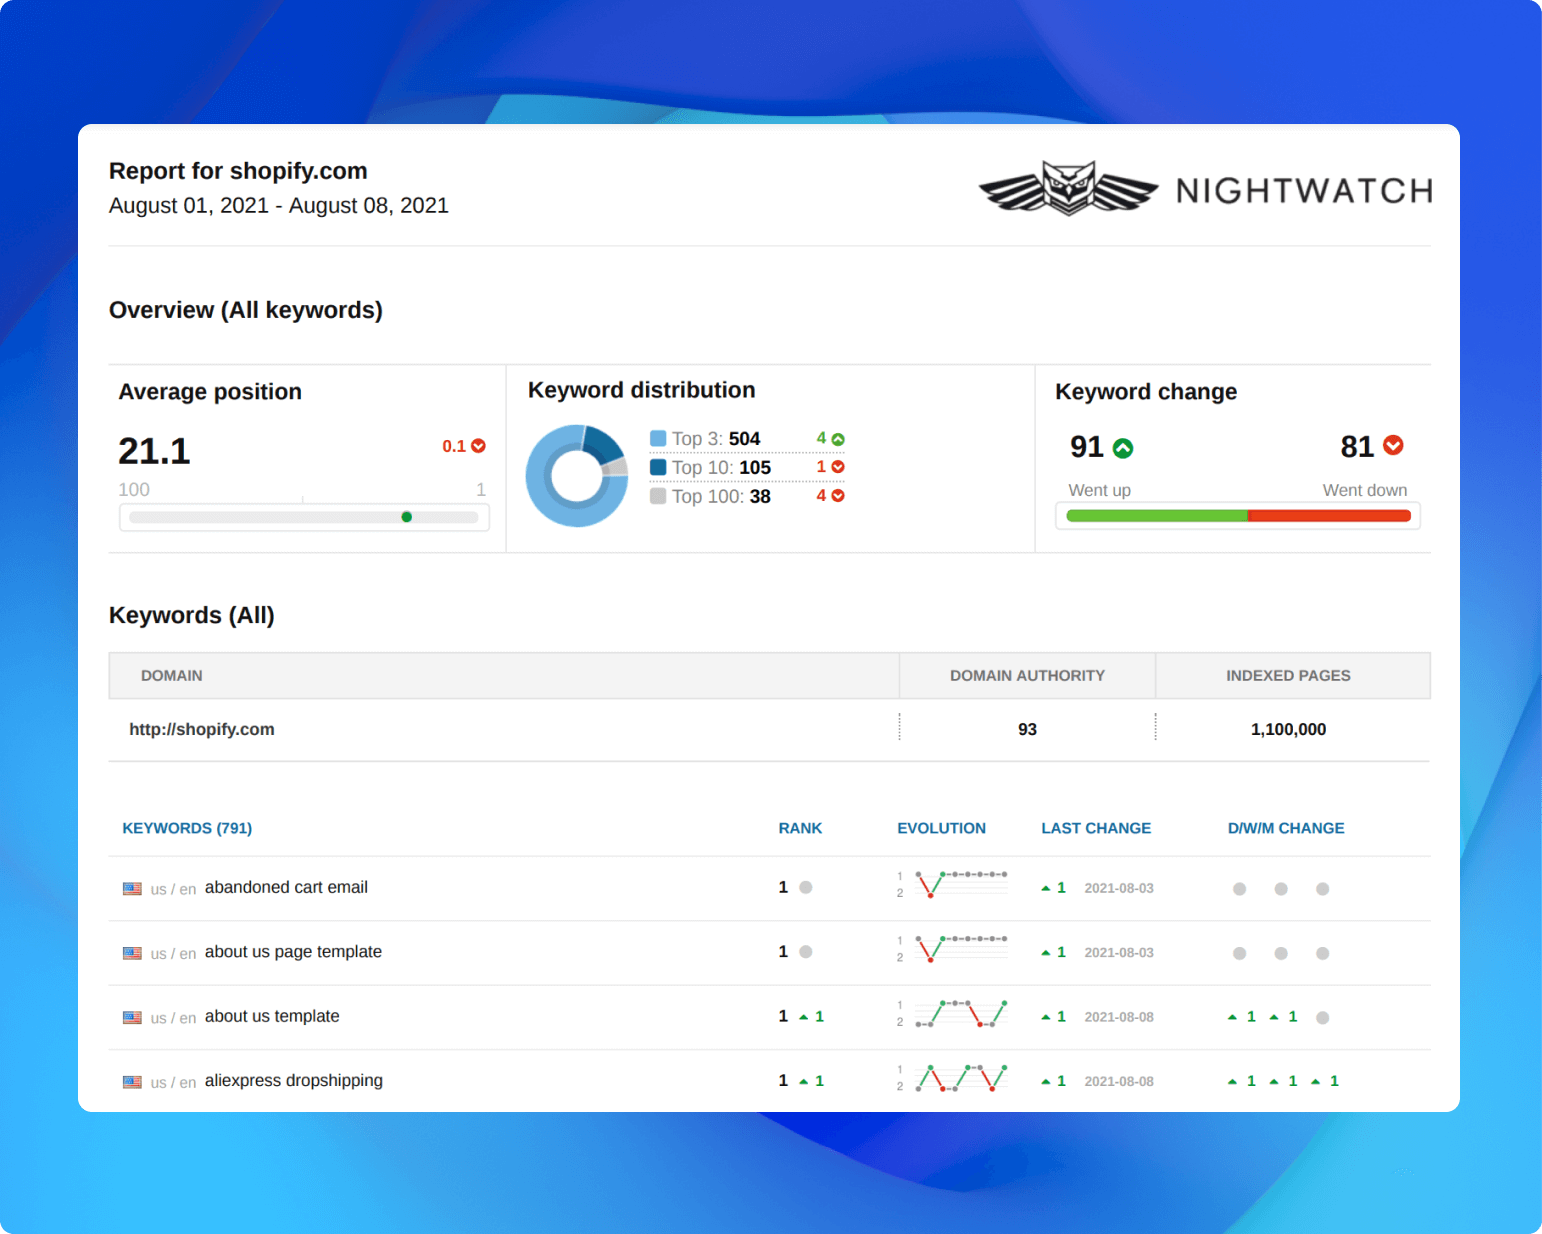 Report for shopify.com
August 01, 2021 - August 08, 2021
NIGHTWATCH
Overview (All keywords)
Average position
21.1
0.1
100
1
Keyword distribution
Top 3: 504 4
Top 10: 105 1
Top 100: 38 4
Keyword change
91
81
Went up
Went down
Keywords (All)
DOMAIN DOMAIN AUTHORITY INDEXED PAGES
http://shopify.com 93 1,100,000
KEYWORDS (791) RANK EVOLUTION LAST CHANGE D/W/M CHANGE
us / en abandoned cart email 1 1 2 1 2021-08-03
us / en about us page template 1 1 2 1 2021-08-03
us / en about us template 1 1 1 2 1 2021-08-08 1 1
us / en aliexpress dropshipping 1 1 1 2 1 2021-08-08 1 1 1